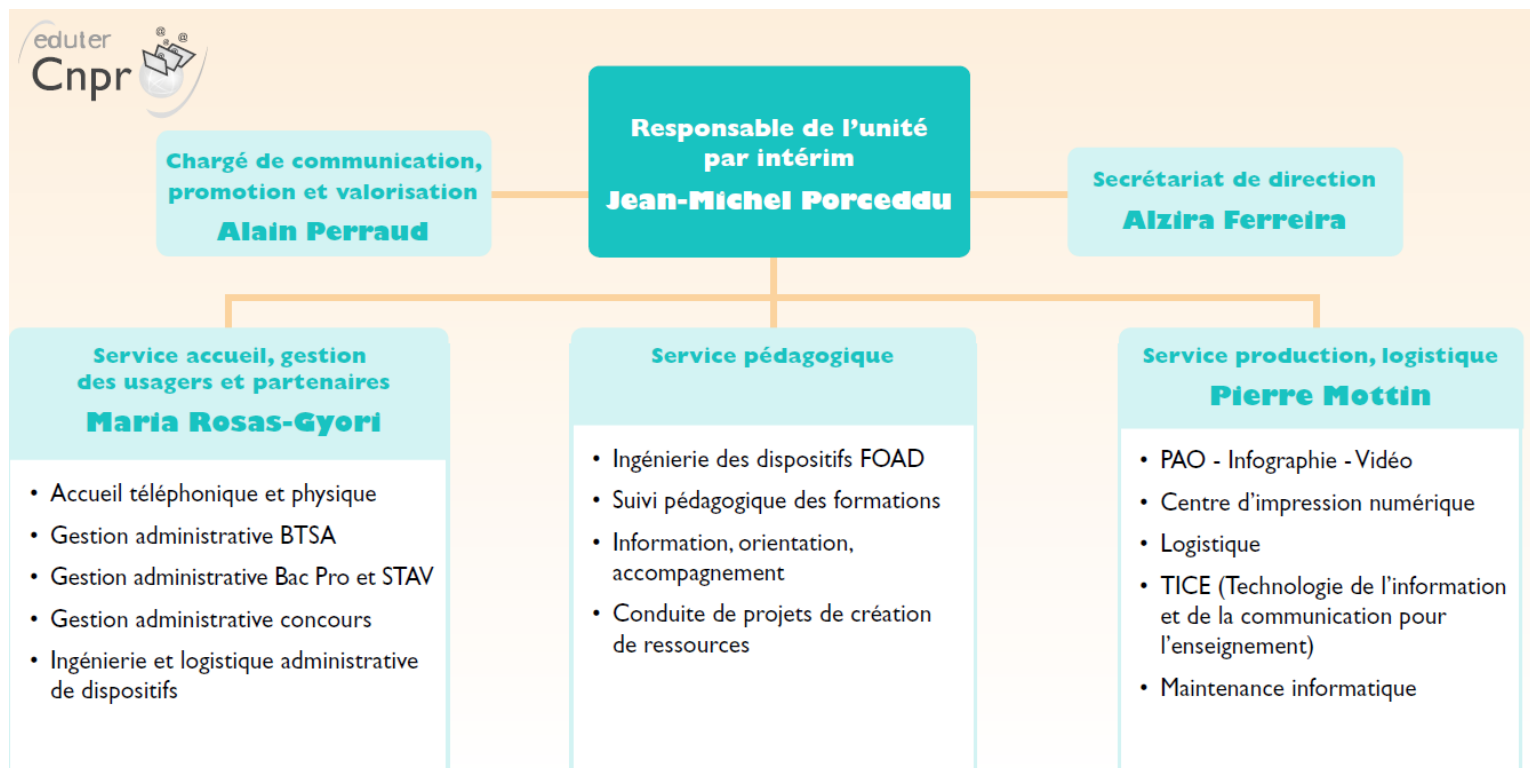 eduter
Cnpr
Responsable de l’unité
par intérim
Jean-Michel Porceddu
Chargé de communication,
promotion et valorisation
Alain Perraud
Secrétariat de direction
Alzira Ferreira
Service accueil, gestion
des usagers et partenaires
Maria Rosas-Gyori
• Accueil téléphonique et physique
• Gestion administrative BTSA
• Gestion administrative Bac Pro et STAV
• Gestion administrative concours
• Ingénierie et logistique administrative
de dispositifs
Service pédagogique
• Ingénierie des dispositifs FOAD
• Suivi pédagogique des formations
• Information, orientation,
accompagnement
• Conduite de projets de création
de ressources
Service production, logistique
Pierre Mottin
• PAO - Infographie - Vidéo
• Centre d’impression numérique
• Logistique
• TICE (Technologie de l’information
et de la communication pour
l’enseignement)
• Maintenance informatique